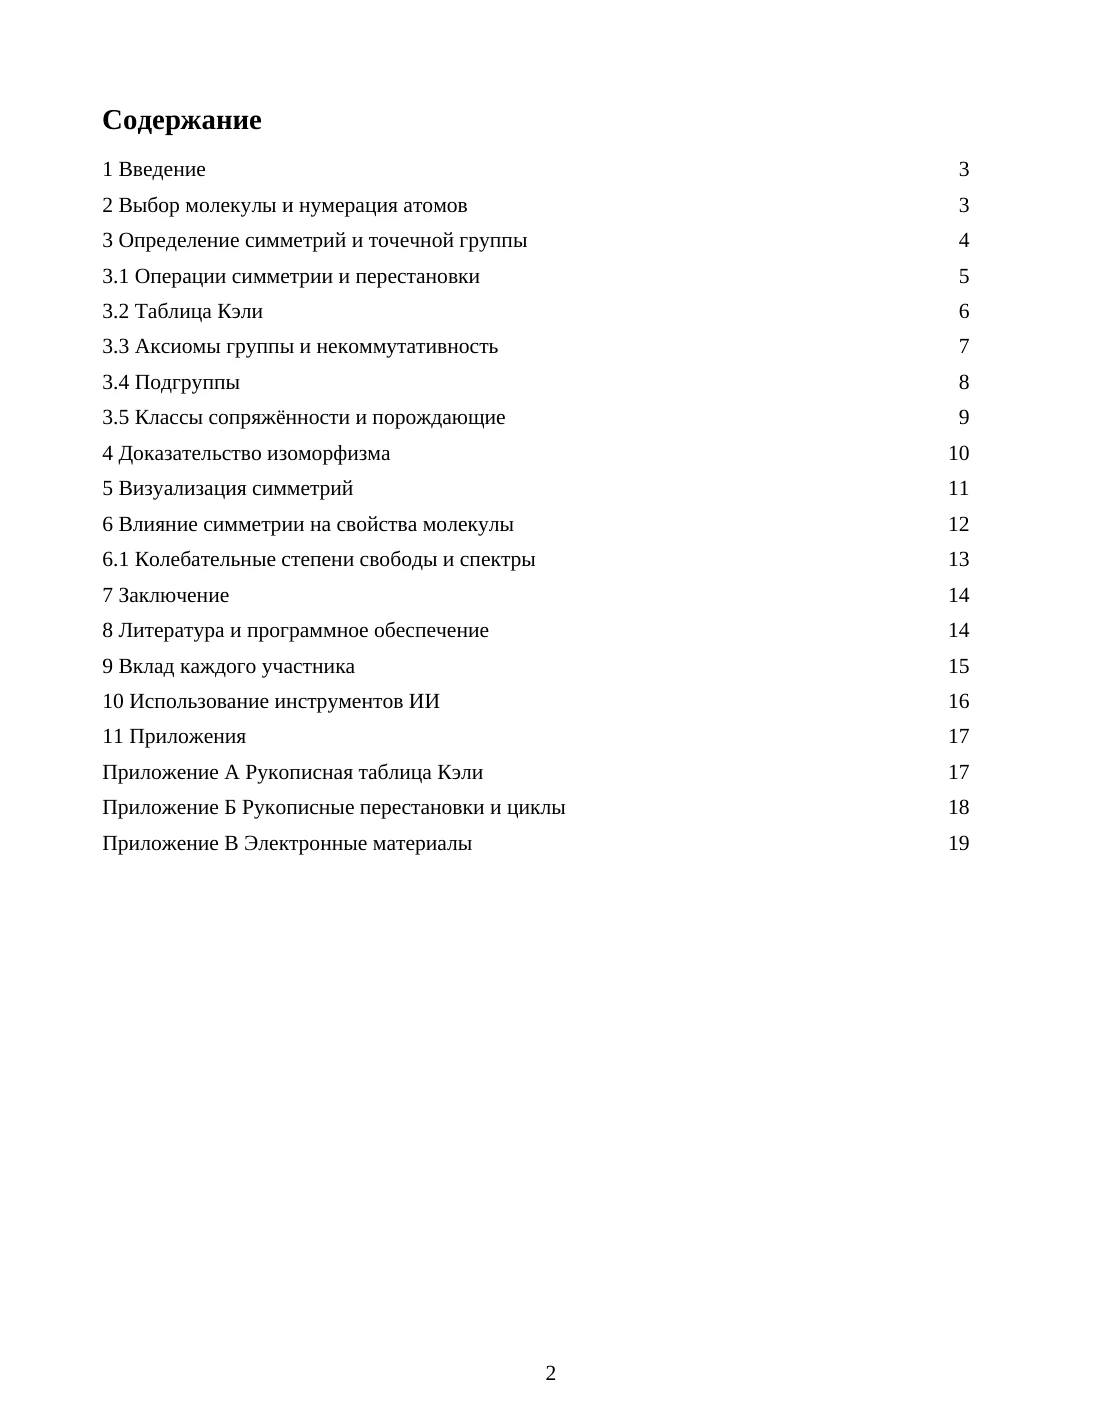 Содержание
1 Введение 3
2 Выбор молекулы и нумерация атомов 3
3 Определение симметрий и точечной группы 4
3.1 Операции симметрии и перестановки 5
3.2 Таблица Кэли 6
3.3 Аксиомы группы и некоммутативность 7
3.4 Подгруппы 8
3.5 Классы сопряжённости и порождающие 9
4 Доказательство изоморфизма 10
5 Визуализация симметрий 11
6 Влияние симметрии на свойства молекулы 12
6.1 Колебательные степени свободы и спектры 13
7 Заключение 14
8 Литература и программное обеспечение 14
9 Вклад каждого участника 15
10 Использование инструментов ИИ 16
11 Приложения 17
Приложение А Рукописная таблица Кэли 17
Приложение Б Рукописные перестановки и циклы 18
Приложение В Электронные материалы 19
2